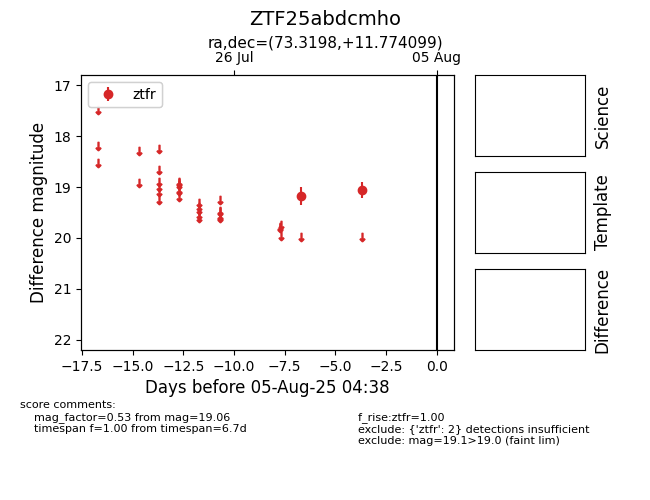 ZTF25abdcmho
ra,dec=(73.3198,+11.774099)
26 Jul
05 Aug
ztfr
17
18
19
20
21
22
Difference magnitude
−17.5
−15.0
−12.5
−10.0
−7.5
−5.0
−2.5
0.0
Days before 05-Aug-25 04:38
Science
Template
Difference
score comments:
mag_factor=0.53 from mag=19.06
timespan f=1.00 from timespan=6.7d
f_rise:ztfr=1.00
exclude: {'ztfr': 2} detections insufficient
exclude: mag=19.1>19.0 (faint lim)